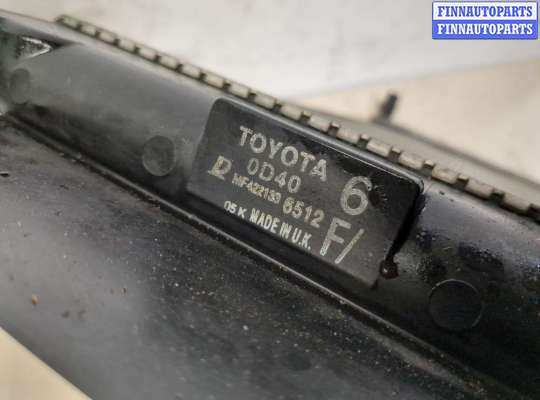 FINNAUTOPARTS
FINNAUTOPARTS
TOYOTA
0D40 6
MF422133 6512
05 K MADE IN U.K. F/